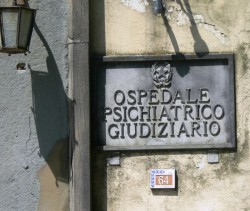 OSPEDALE
PSICHIATRICO
GIUDIZIARIO
64